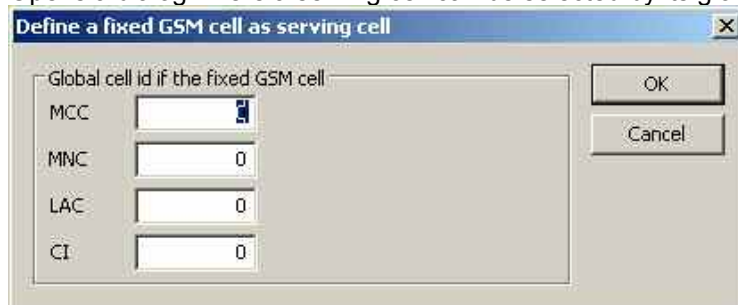 Define a fixed GSM cell as serving cell
Global cell id if the fixed GSM cell
OK
MCC
Cancel
MNC 0
LAC 0
CI 0